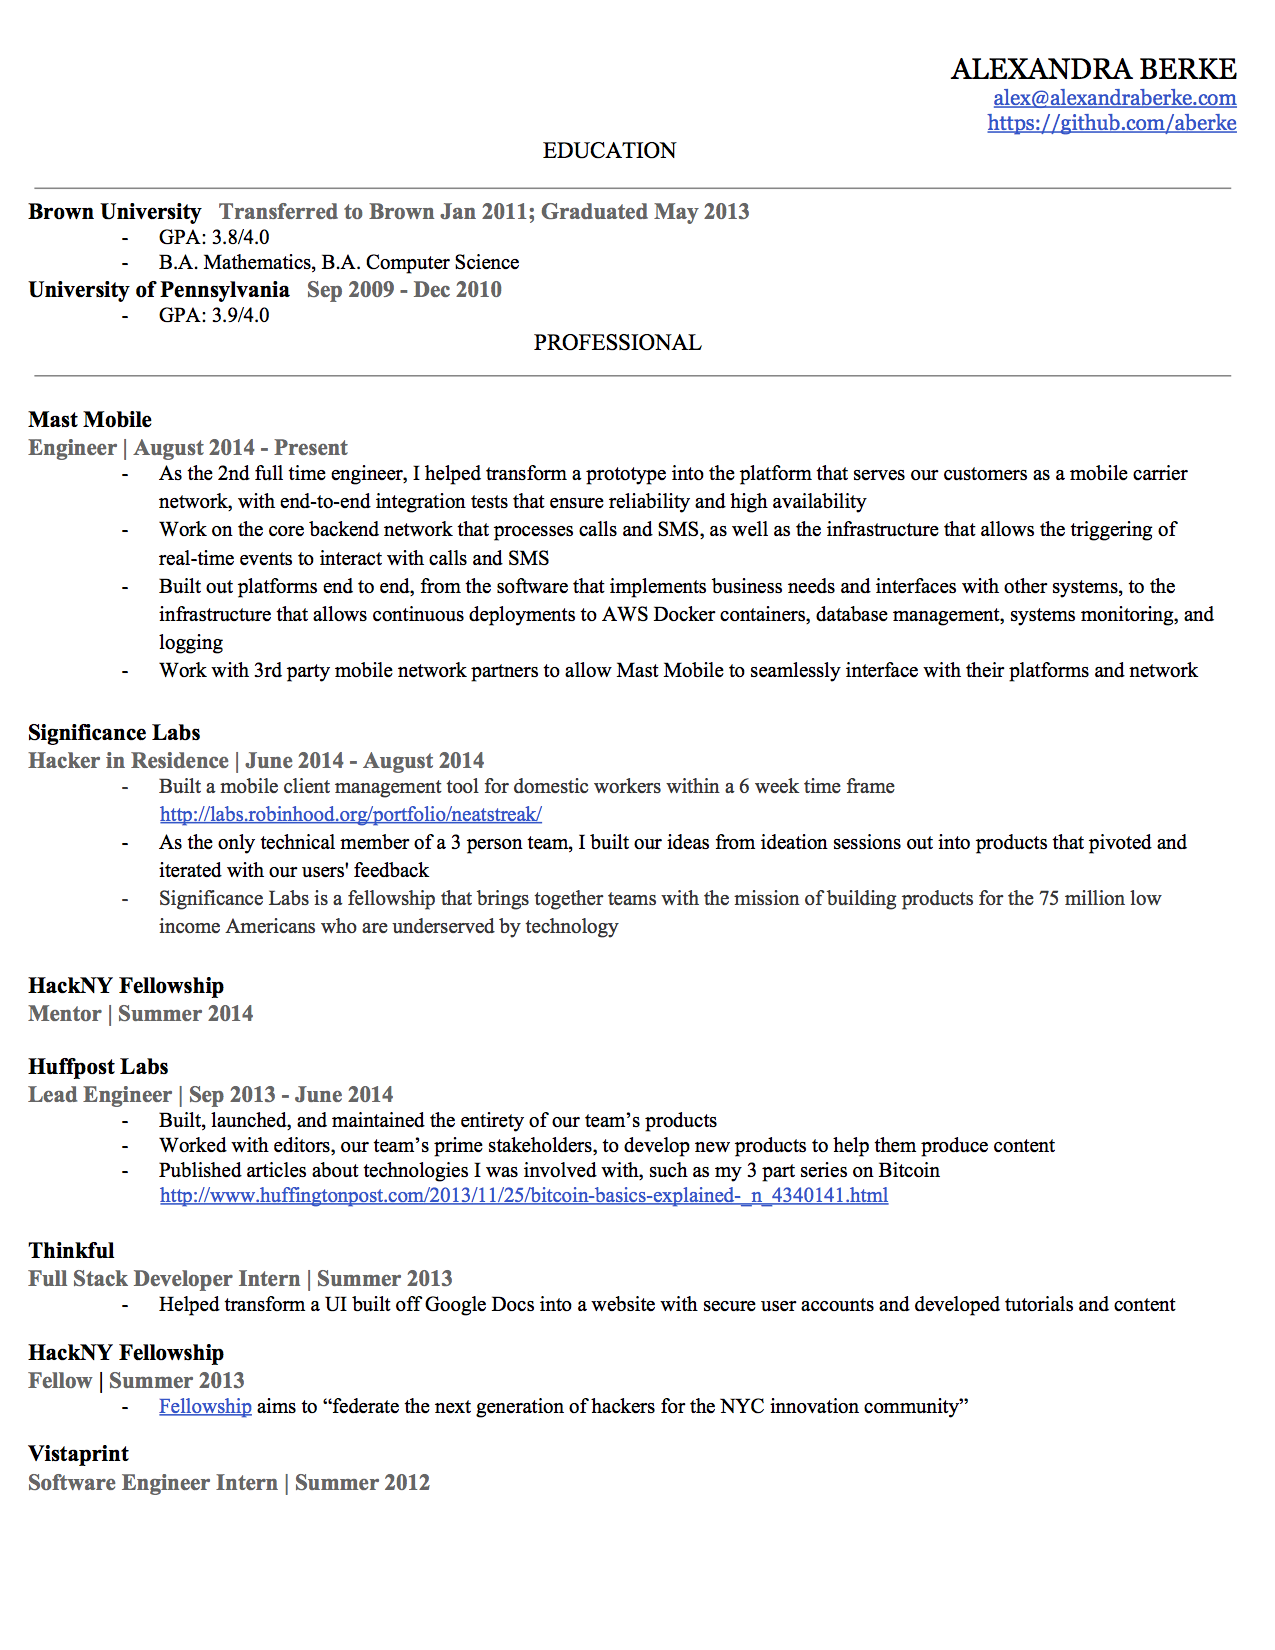 ALEXANDRA BERKE
alex@alexandraberke.com
https://github.com/aberke
EDUCATION
Brown University Transferred to Brown Jan 2011; Graduated May 2013
- GPA: 3.8/4.0
- B.A. Mathematics, B.A. Computer Science
University of Pennsylvania Sep 2009 - Dec 2010
- GPA: 3.9/4.0
PROFESSIONAL
Mast Mobile
Engineer | August 2014 - Present
- As the 2nd full time engineer, I helped transform a prototype into the platform that serves our customers as a mobile carrier
network, with end-to-end integration tests that ensure reliability and high availability
- Work on the core backend network that processes calls and SMS, as well as the infrastructure that allows the triggering of
real-time events to interact with calls and SMS
- Built out platforms end to end, from the software that implements business needs and interfaces with other systems, to the
infrastructure that allows continuous deployments to AWS Docker containers, database management, systems monitoring, and
logging
- Work with 3rd party mobile network partners to allow Mast Mobile to seamlessly interface with their platforms and network
Significance Labs
Hacker in Residence | June 2014 - August 2014
- Built a mobile client management tool for domestic workers within a 6 week time frame
http://labs.robinhood.org/portfolio/neatstreak/
- As the only technical member of a 3 person team, I built our ideas from ideation sessions out into products that pivoted and
iterated with our users' feedback
- Significance Labs is a fellowship that brings together teams with the mission of building products for the 75 million low
income Americans who are underserved by technology
HackNY Fellowship
Mentor | Summer 2014
Huffpost Labs
Lead Engineer | Sep 2013 - June 2014
- Built, launched, and maintained the entirety of our team’s products
- Worked with editors, our team’s prime stakeholders, to develop new products to help them produce content
- Published articles about technologies I was involved with, such as my 3 part series on Bitcoin
http://www.huffingtonpost.com/2013/11/25/bitcoin-basics-explained-_n_4340141.html
Thinkful
Full Stack Developer Intern | Summer 2013
- Helped transform a UI built off Google Docs into a website with secure user accounts and developed tutorials and content
HackNY Fellowship
Fellow | Summer 2013
- Fellowship aims to “federate the next generation of hackers for the NYC innovation community”
Vistaprint
Software Engineer Intern | Summer 2012